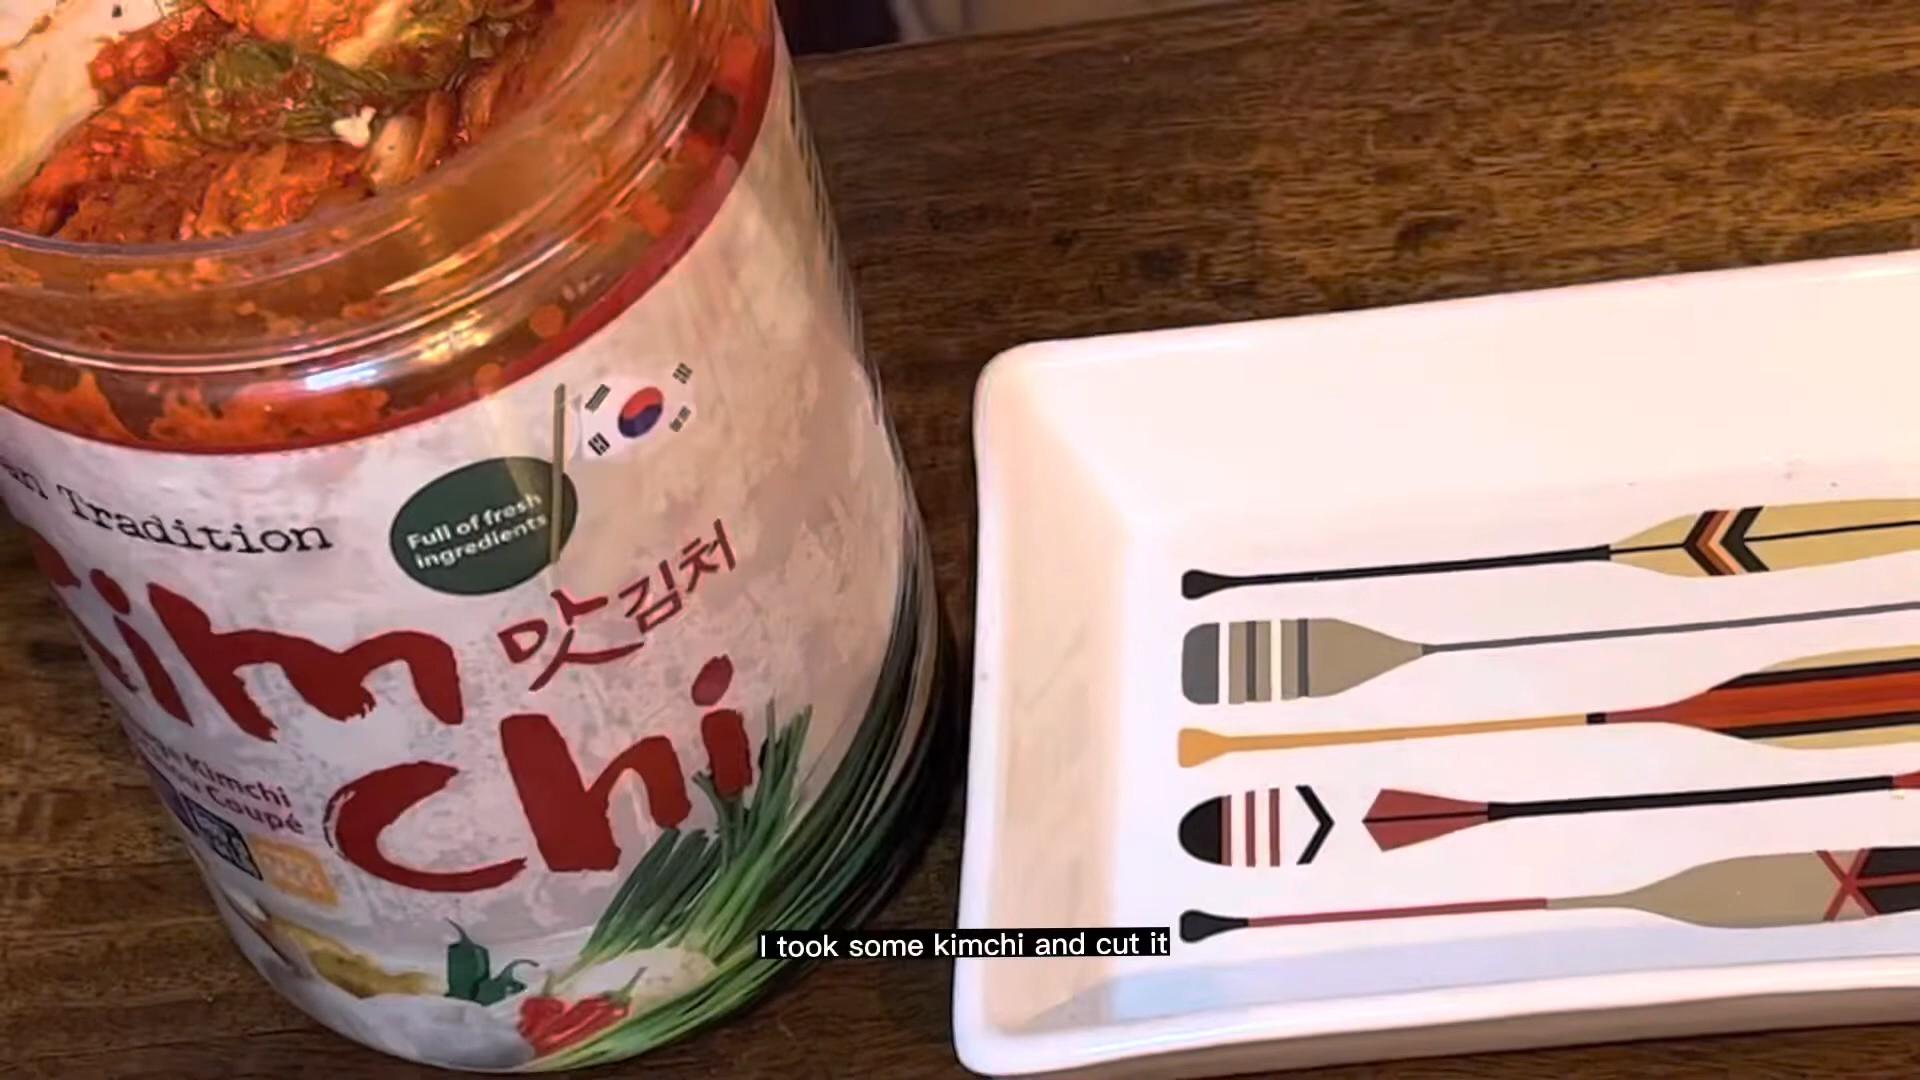 Tradition
Full of fresh
ingredients
맛김치
Kim
Chi
Kimchi
Coupé
I took some kimchi and cut it